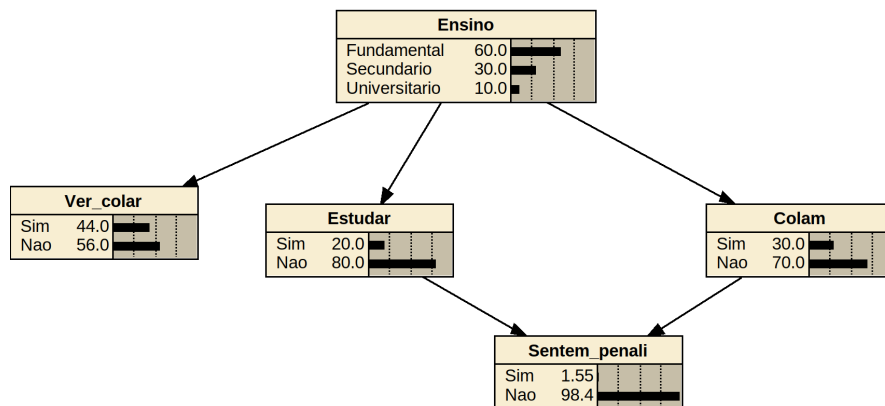 Ensino
Fundamental 60.0
Secundario 30.0
Universitario 10.0
Ver_colar
Sim 44.0
Nao 56.0
Estudar
Sim 20.0
Nao 80.0
Colam
Sim 30.0
Nao 70.0
Sentem_penali
Sim 1.55
Nao 98.4